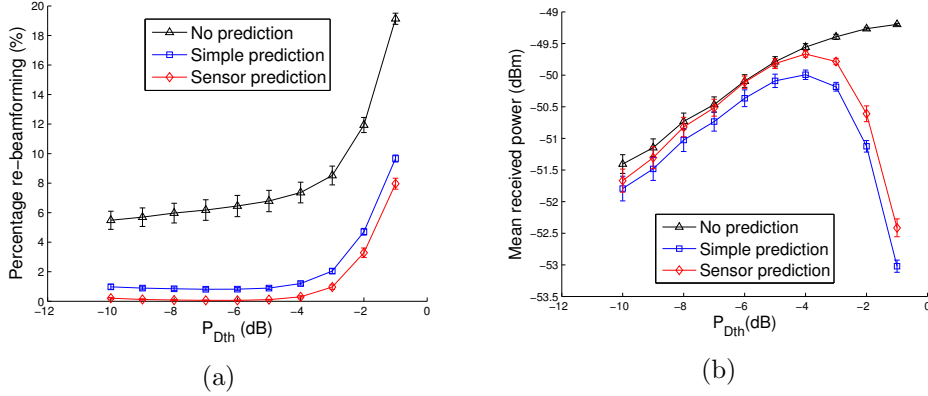 Percentage re-beamforming (%)
20
18
16
14
12
10
8
6
4
2
0
No prediction
Simple prediction
Sensor prediction
−12
−10
−8
−6
−4
−2
0
P_Dth (dB)
(a)
Mean received power (dBm)
−49
−49.5
−50
−50.5
−51
−51.5
−52
−52.5
−53
−53.5
No prediction
Simple prediction
Sensor prediction
−12
−10
−8
−6
−4
−2
0
P_Dth (dB)
(b)